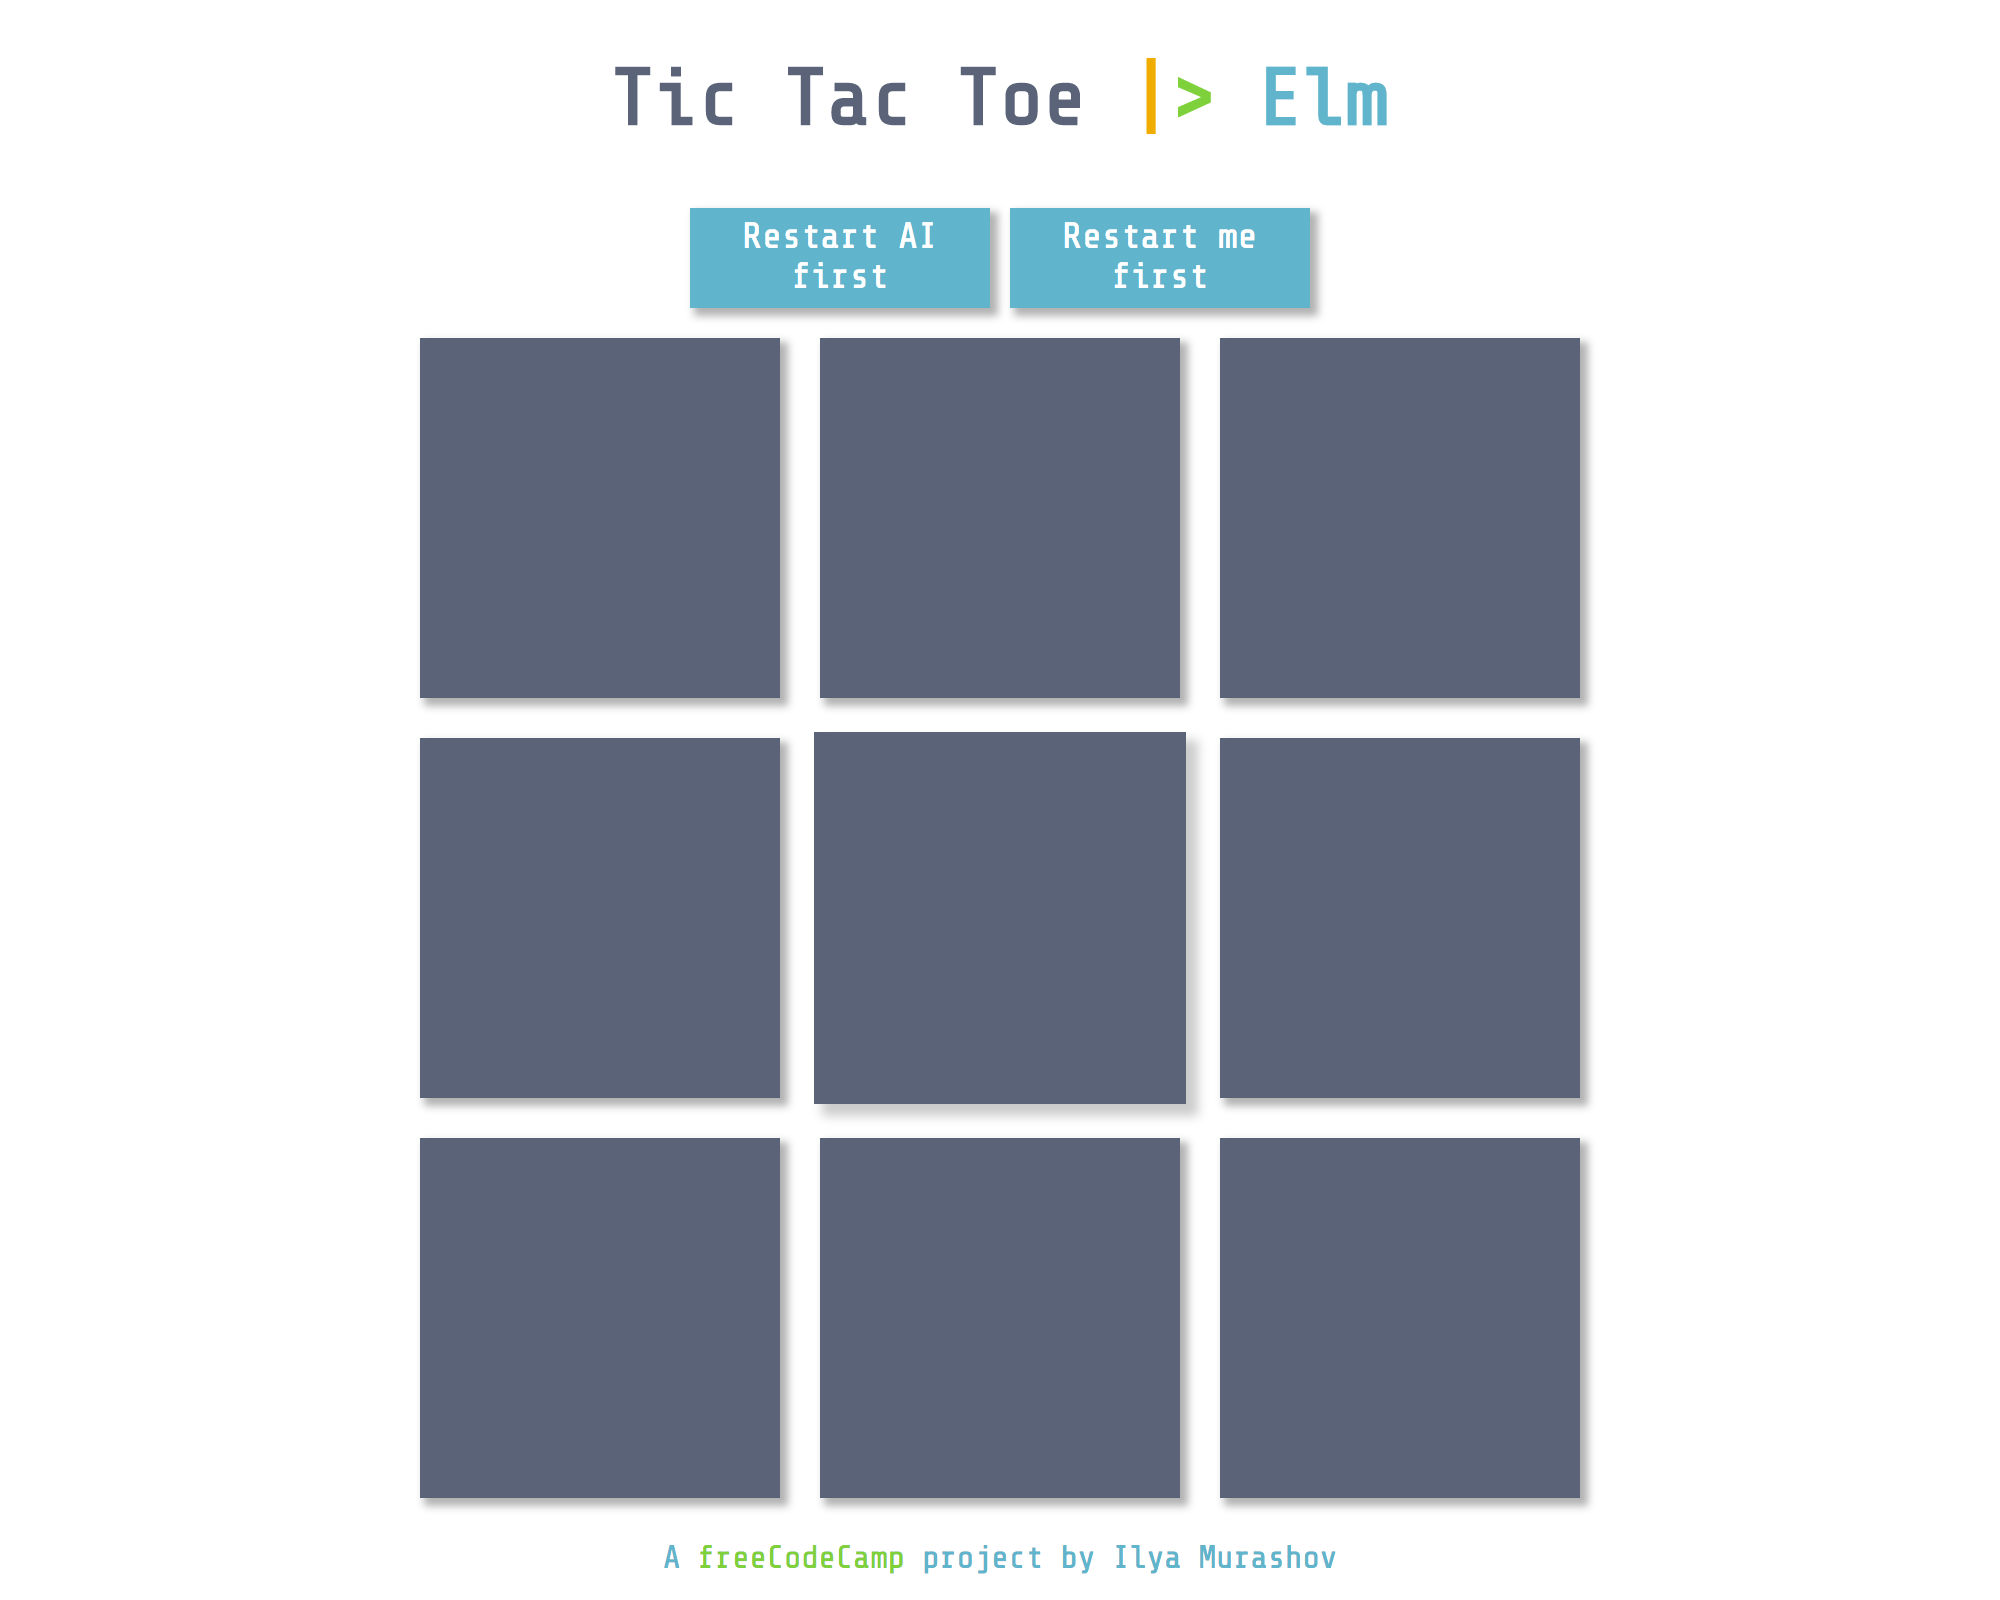 Tic Tac Toe |> Elm
Restart AI
first
Restart me
first
A freeCodeCamp project by Ilya Murashov